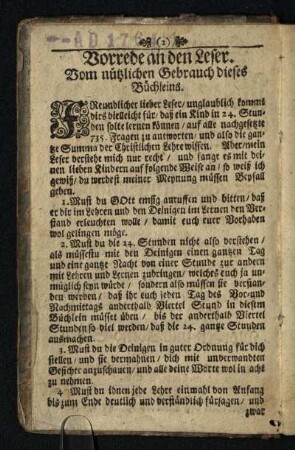 AD 176
(2)
Vorrede an den Leser.
Vom nützlichen Gebrauch dieses
Büchleins.
FReundlicher lieber Leser/ unglaublich kommt
dirs vielleicht für/ daß ein Kind in 24. Stun-
den solte lernen können/ auf alle nachgesetzte
735. Fragen zu antworten/ und also die gan-
tze Summa der Christlichen Lehre wissen. Aber mein
Leser verstehe mich nur recht/ und fange es mit dei-
nen lieben Kindern auf folgende Weise an/ so weiß ich
gewiß/ du werdest meiner Meynung müssen Beyfall
geben.
1. Must du GOtt emsig anruffen und bitten/ daß
er dir im Lehren und den Deinigen im Lernen den Ver-
stand erleuchten wolle/ damit euch euer Vorhaben
wol gelingen möge.
2. Must du die 24. Stunden nicht also verstehen/
als müssestu mit den Deinigen einen gantzen Tag
und eine gantze Nacht von einer Stunde zur andern
mit Lehren und Lernen zubringen/ welches euch ja un-
müglich seyn würde/ sondern also müssen sie verstan-
den werden/ daß ihr euch jeden Tag des Vor- und
Nachmittags anderthalb Viertel Stund in diesem
Büchlein müsset üben/ bis der anderthalb Viertel
Stunden so viel werden/ daß die 24. gantze Stunden
ausmachen.
3. Must du die Deinigen in guter Ordnung für dich
stellen/ und sie vermahnen/ dich mit unverwandten
Gesichte anzuschauen/ und alle deine Worte wol in acht
zu nehmen.
4. Must du ihnen jede Lehre einmahl von Anfang
bis zum Ende deutlich und verständlich fürsagen/ und
zwar